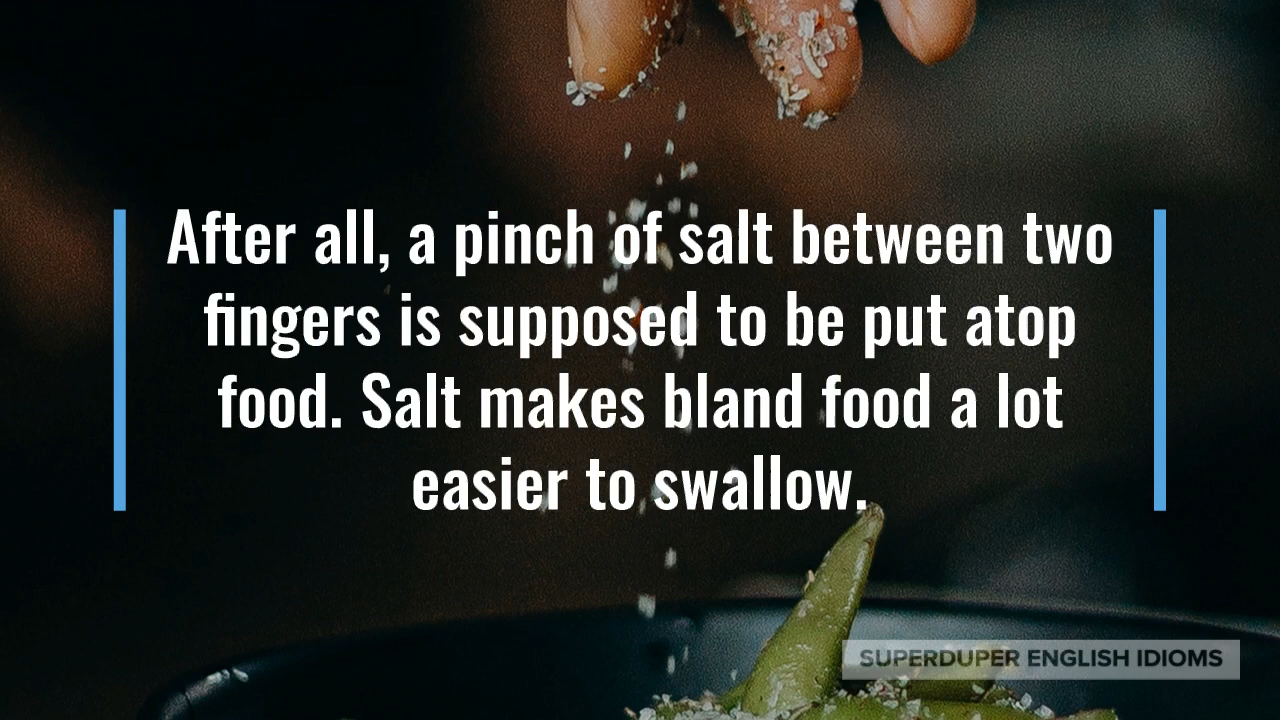 After all, a pinch of salt between two
fingers is supposed to be put atop
food. Salt makes bland food a lot
easier to swallow.
SUPERDUPER ENGLISH IDIOMS